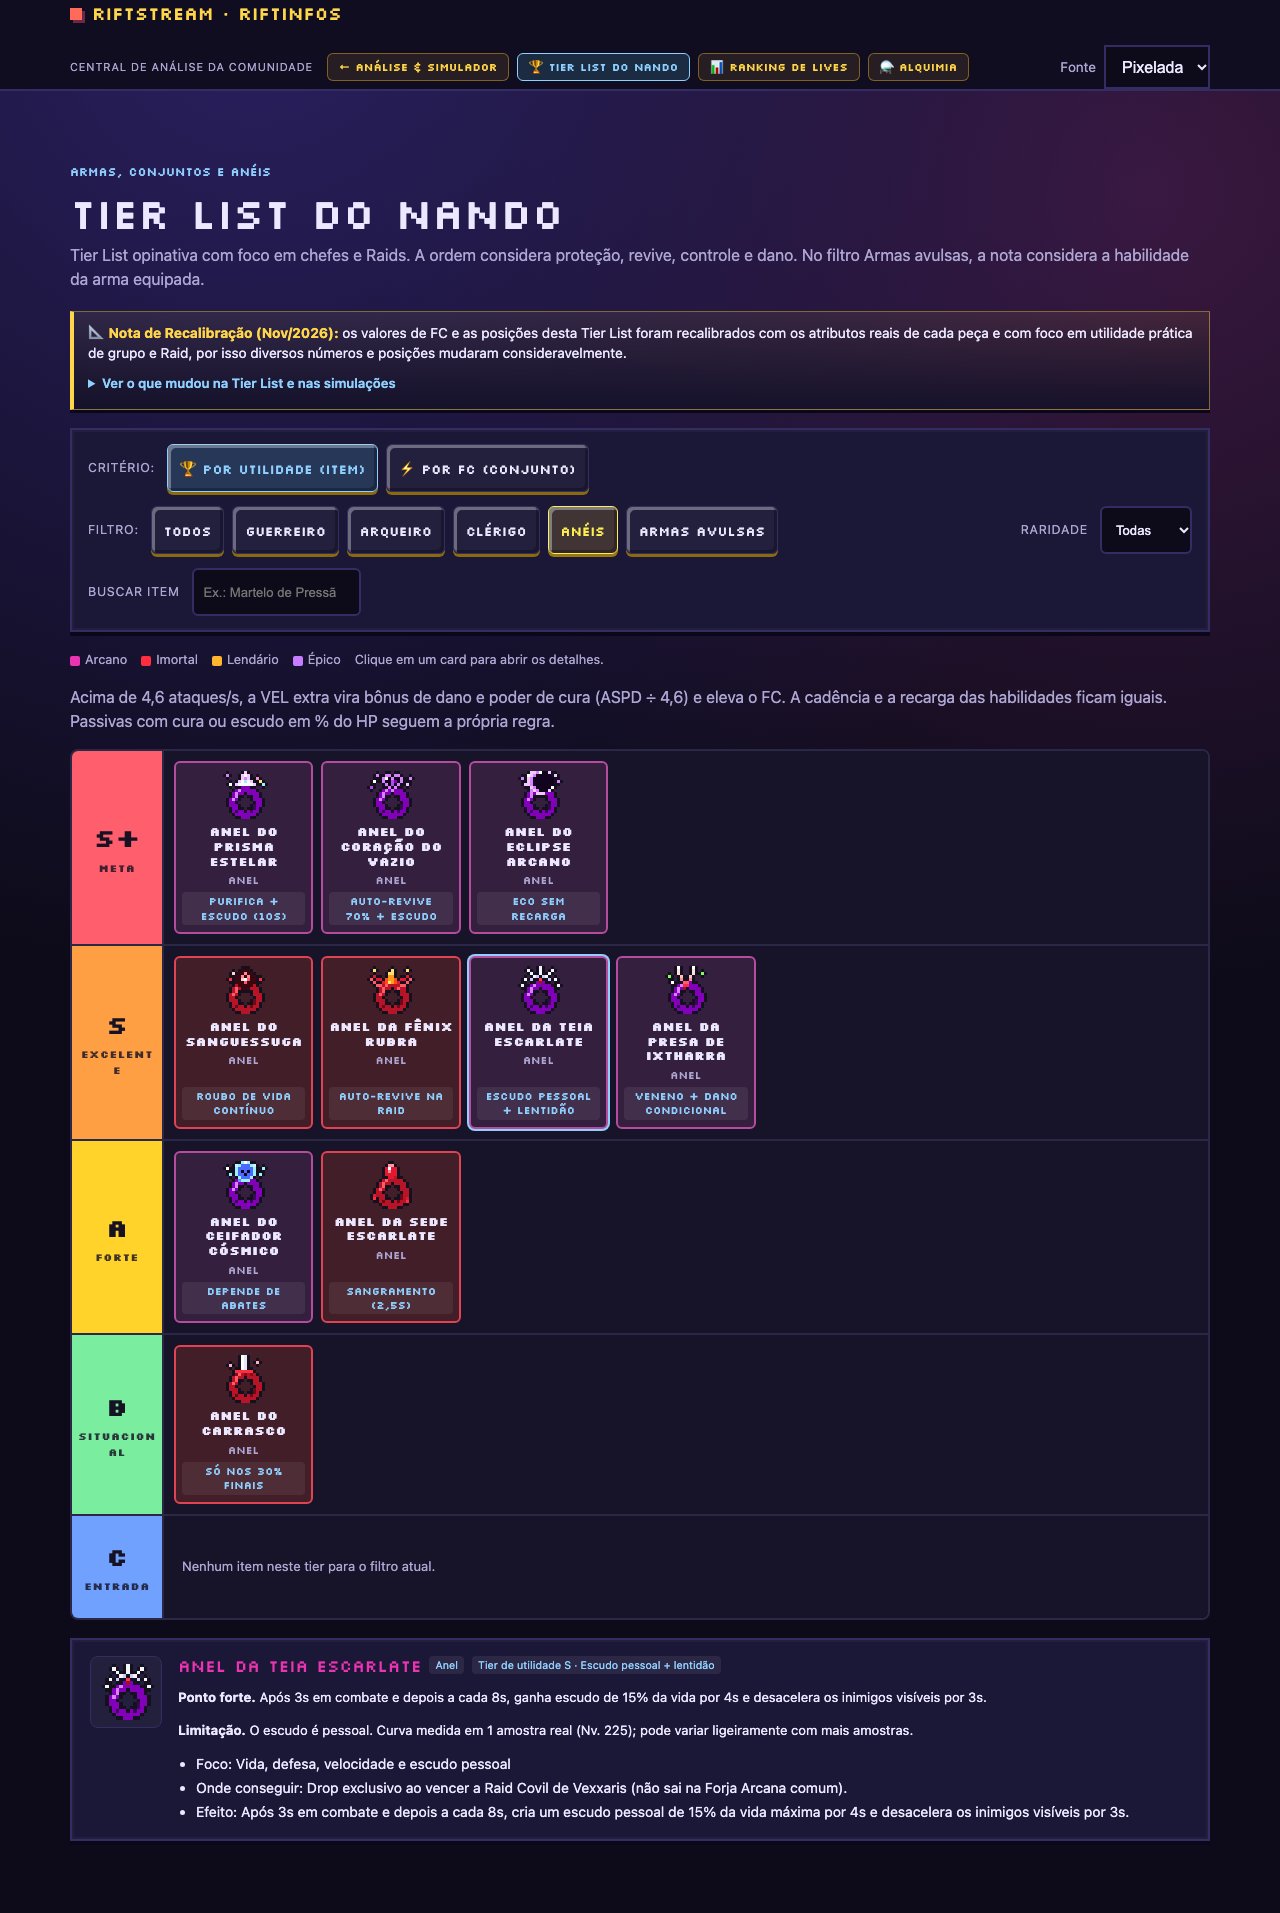 RIFTSTREAM · RIFTINFOS
CENTRAL DE ANÁLISE DA COMUNIDADE
← ANÁLISE & SIMULADOR
🏆 TIER LIST DO NANDO
📊 RANKING DE LIVES
ALQUIMIA
Fonte
Pixelada
ARMAS, CONJUNTOS E ANÉIS
TIER LIST DO NANDO
Tier List opinativa com foco em chefes e Raids. A ordem considera proteção, revive, controle e dano. No filtro Armas avulsas, a nota considera a habilidade
da arma equipada.
📐 Nota de Recalibração (Nov/2026): os valores de FC e as posições desta Tier List foram recalibrados com os atributos reais de cada peça e com foco em utilidade prática
de grupo e Raid, por isso diversos números e posições mudaram consideravelmente.
▶ Ver o que mudou na Tier List e nas simulações
CRITÉRIO:
🏆 POR UTILIDADE (ITEM)
⚡ POR FC (CONJUNTO)
FILTRO:
TODOS
GUERREIRO
ARQUEIRO
CLÉRIGO
ANÉIS
ARMAS AVULSAS
RARIDADE
Todas
BUSCAR ITEM
Ex.: Martelo de Pressã
Arcano
Imortal
Lendário
Épico
Clique em um card para abrir os detalhes.
Acima de 4,6 ataques/s, a VEL extra vira bônus de dano e poder de cura (ASPD ÷ 4,6) e eleva o FC. A cadência e a recarga das habilidades ficam iguais.
Passivas com cura ou escudo em % do HP seguem a própria regra.
S+
META
ANEL DO
PRISMA
ESTELAR
ANEL
PURIFICA +
ESCUDO (10S)
ANEL DO
CORAÇÃO DO
VAZIO
ANEL
AUTO-REVIVE
70% + ESCUDO
ANEL DO
ECLIPSE
ARCANO
ANEL
ECO SEM
RECARGA
S
EXCELENT
E
ANEL DO
SANGUESSUGA
ANEL
ROUBO DE VIDA
CONTÍNUO
ANEL DA FÊNIX
RUBRA
ANEL
AUTO-REVIVE NA
RAID
ANEL DA TEIA
ESCARLATE
ANEL
ESCUDO PESSOAL
+ LENTIDÃO
ANEL DA
PRESA DE
IXTHARRA
ANEL
VENENO + DANO
CONDICIONAL
A
FORTE
ANEL DO
CEIFADOR
CÓSMICO
ANEL
DEPENDE DE
ABATES
ANEL DA SEDE
ESCARLATE
ANEL
SANGRAMENTO
(2,5S)
B
SITUACION
AL
ANEL DO
CARRASCO
ANEL
SÓ NOS 30%
FINAIS
C
ENTRADA
Nenhum item neste tier para o filtro atual.
ANEL DA TEIA ESCARLATE
Anel
Tier de utilidade S · Escudo pessoal + lentidão
Ponto forte. Após 3s em combate e depois a cada 8s, ganha escudo de 15% da vida por 4s e desacelera os inimigos visíveis por 3s.
Limitação. O escudo é pessoal. Curva medida em 1 amostra real (Nv. 225); pode variar ligeiramente com mais amostras.
• Foco: Vida, defesa, velocidade e escudo pessoal
• Onde conseguir: Drop exclusivo ao vencer a Raid Covil de Vexxaris (não sai na Forja Arcana comum).
• Efeito: Após 3s em combate e depois a cada 8s, cria um escudo pessoal de 15% da vida máxima por 4s e desacelera os inimigos visíveis por 3s.